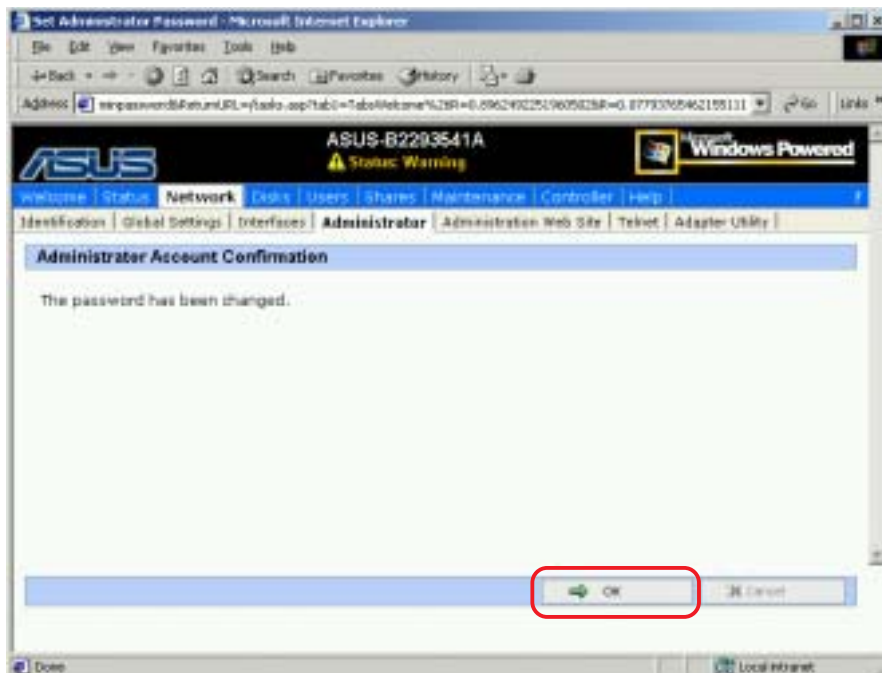 Set Administrator Password - Microsoft Internet Explorer
File Edit View Favorites Tools Help
Back Search Favorites History
Address Go Links
ASUS
ASUS-B2293541A
Status: Warning
Microsoft
Windows Powered
Welcome Status Network Disks Users Shares Maintenance Controller Help ?
Identification Global Settings Interfaces Administrator Administration Web Site Telnet Adapter Utility
Administrator Account Confirmation
The password has been changed.
OK Cancel
Done Local intranet